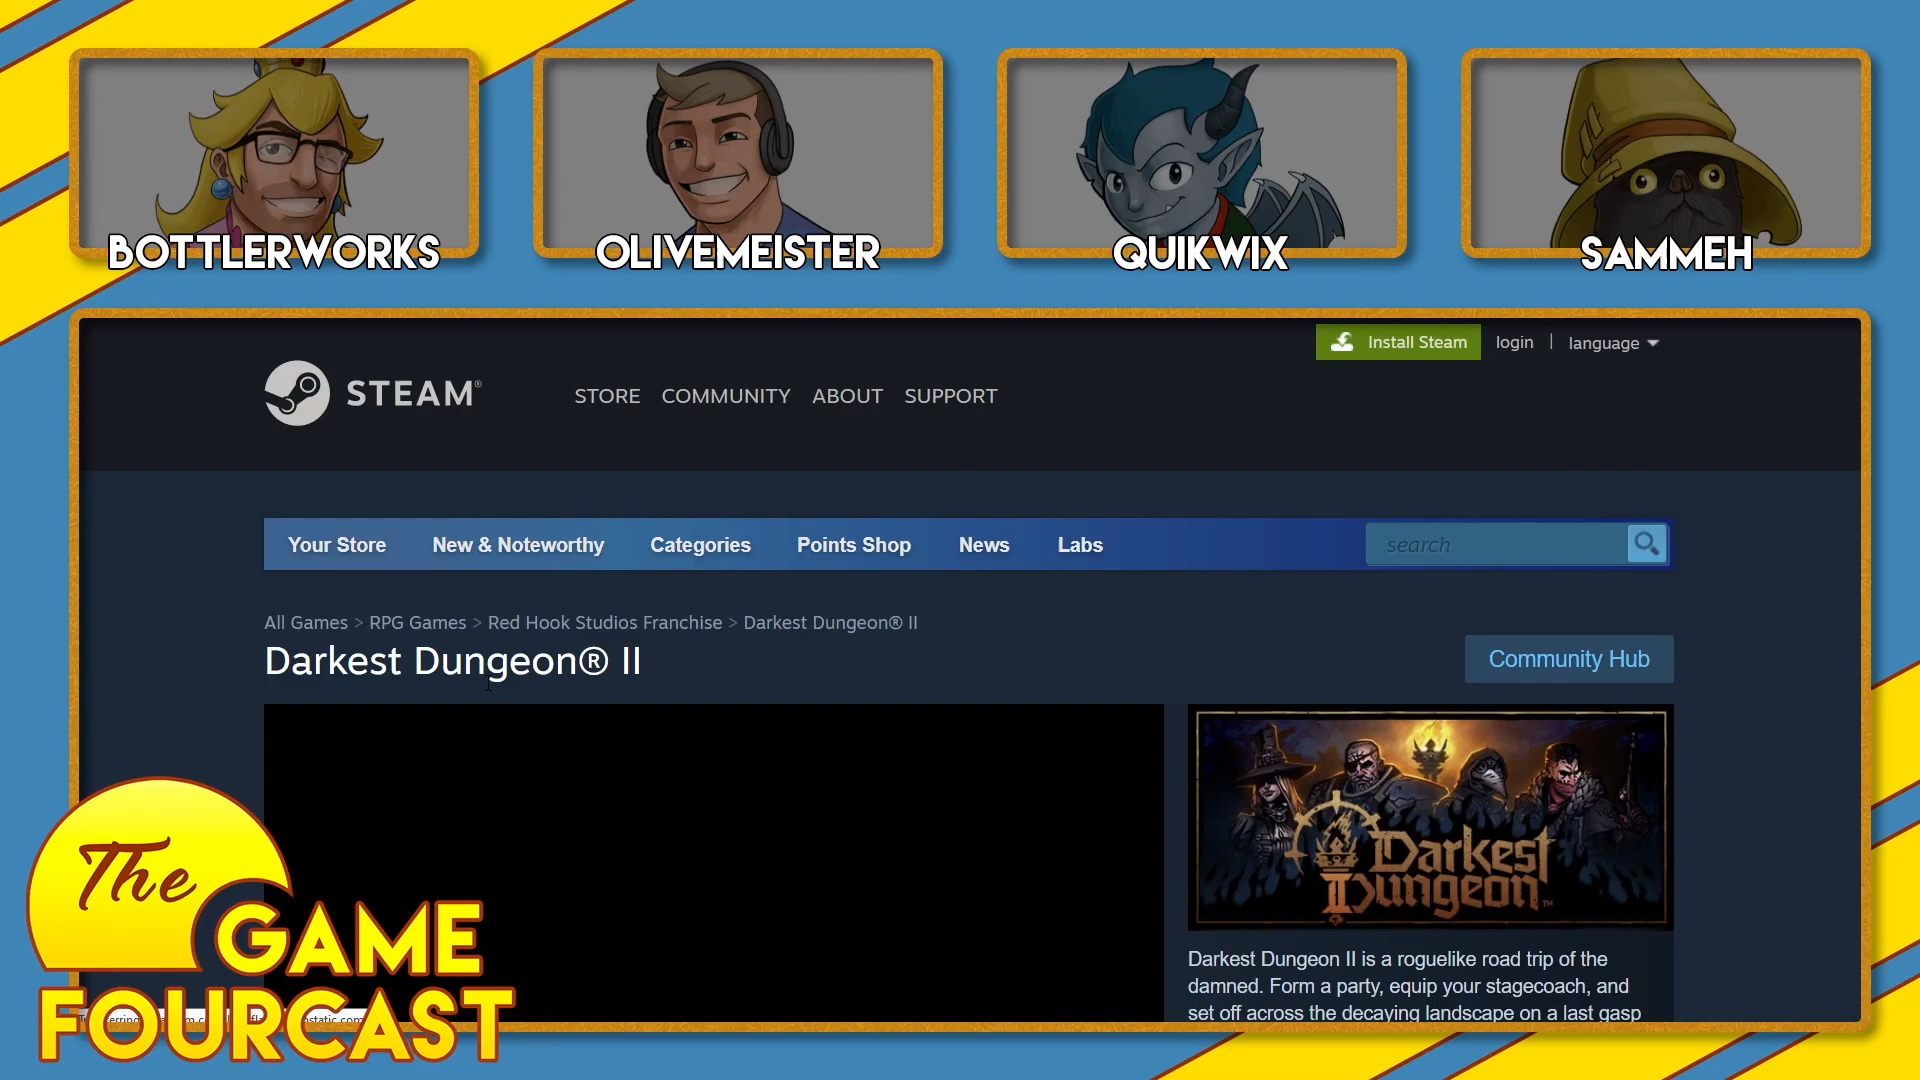 BOTTLERWORKS
OLIVEMEISTER
QUIKWIX
SAMMEH
Install Steam
login
|
language
STEAM®
STORE
COMMUNITY
ABOUT
SUPPORT
Your Store
New & Noteworthy
Categories
Points Shop
News
Labs
search
All Games > RPG Games > Red Hook Studios Franchise > Darkest Dungeon® II
Darkest Dungeon® II
Community Hub
Darkest
Dungeon™
II
Darkest Dungeon II is a roguelike road trip of the
damned. Form a party, equip your stagecoach, and
set off across the decaying landscape on a last gasp
The
GAME
FOURCAST